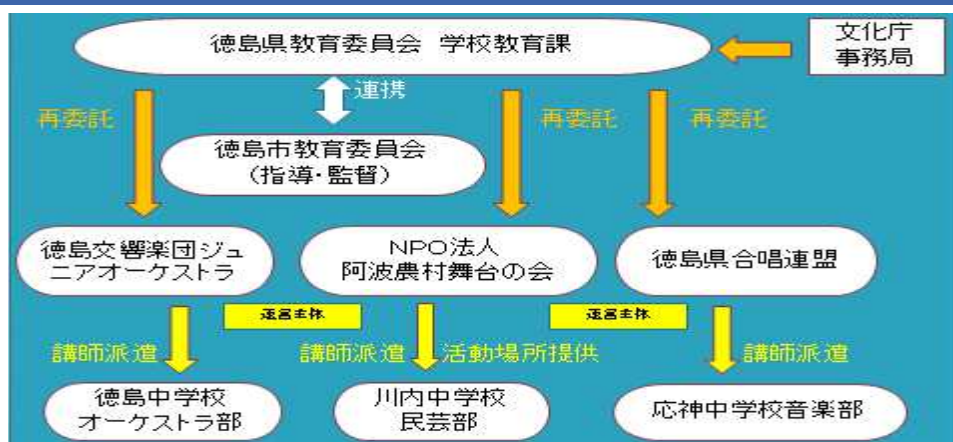 徳島県教育委員会 学校教育課
文化庁
事務局
連携
再委託
再委託
再委託
徳島市教育委員会
(指導・監督)
徳島交響楽団ジュ
ニアオーケストラ
NPO法人
阿波農村舞台の会
徳島県合唱連盟
運営主体
運営主体
講師派遣
講師派遣
活動場所提供
講師派遣
徳島中学校
オーケストラ部
川内中学校
民芸部
応神中学校音楽部